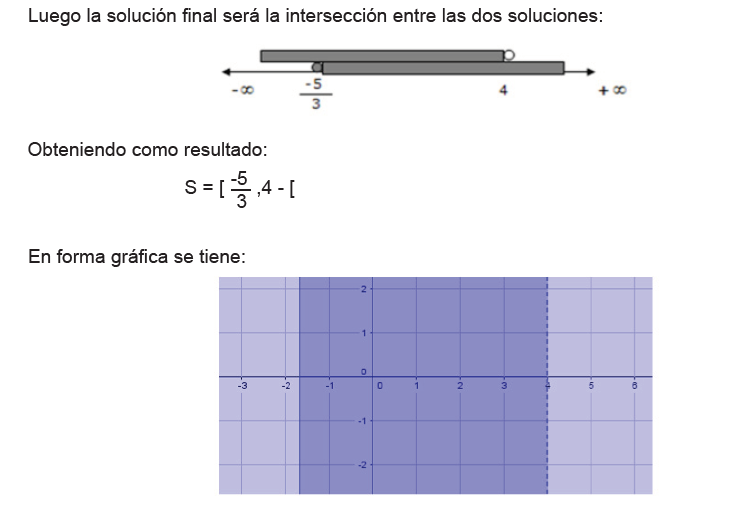 Luego la solución final será la intersección entre las dos soluciones:
-∞ -5/3 4 +∞
Obteniendo como resultado:
S = [ -5/3 ,4 - [
En forma gráfica se tiene:
2
1
0
-3 -2 -1 0 1 2 3 4 5 6
-1
-2